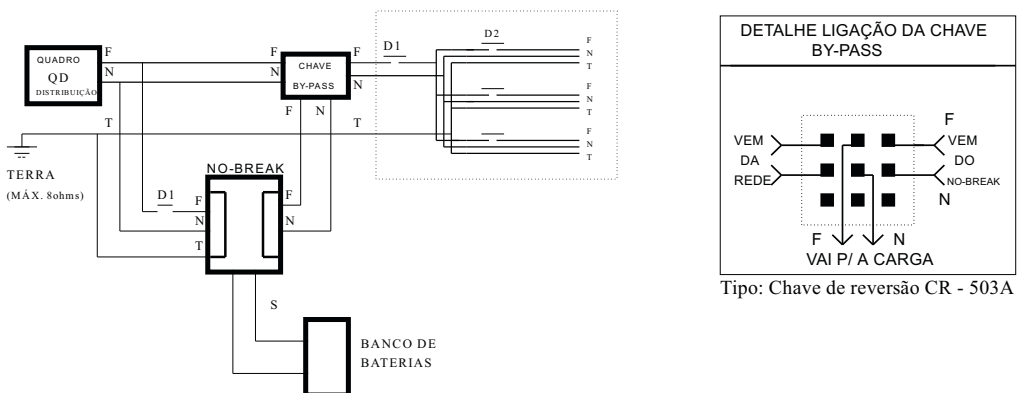 QUADRO
QD
DISTRIBUIÇÃO
F
N
F
N
CHAVE
BY-PASS
F
N
D1
D2
F
N
T
F
N
T
F
N
T
F
N
T
T
TERRA
(MÁX. 8ohms)
NO-BREAK
D1
F
N
T
F
N
S
BANCO DE
BATERIAS
DETALHE LIGAÇÃO DA CHAVE
BY-PASS
VEM
DA
REDE
F
VEM
DO
NO-BREAK
N
F
N
VAI P/ A CARGA
Tipo: Chave de reversão CR - 503A